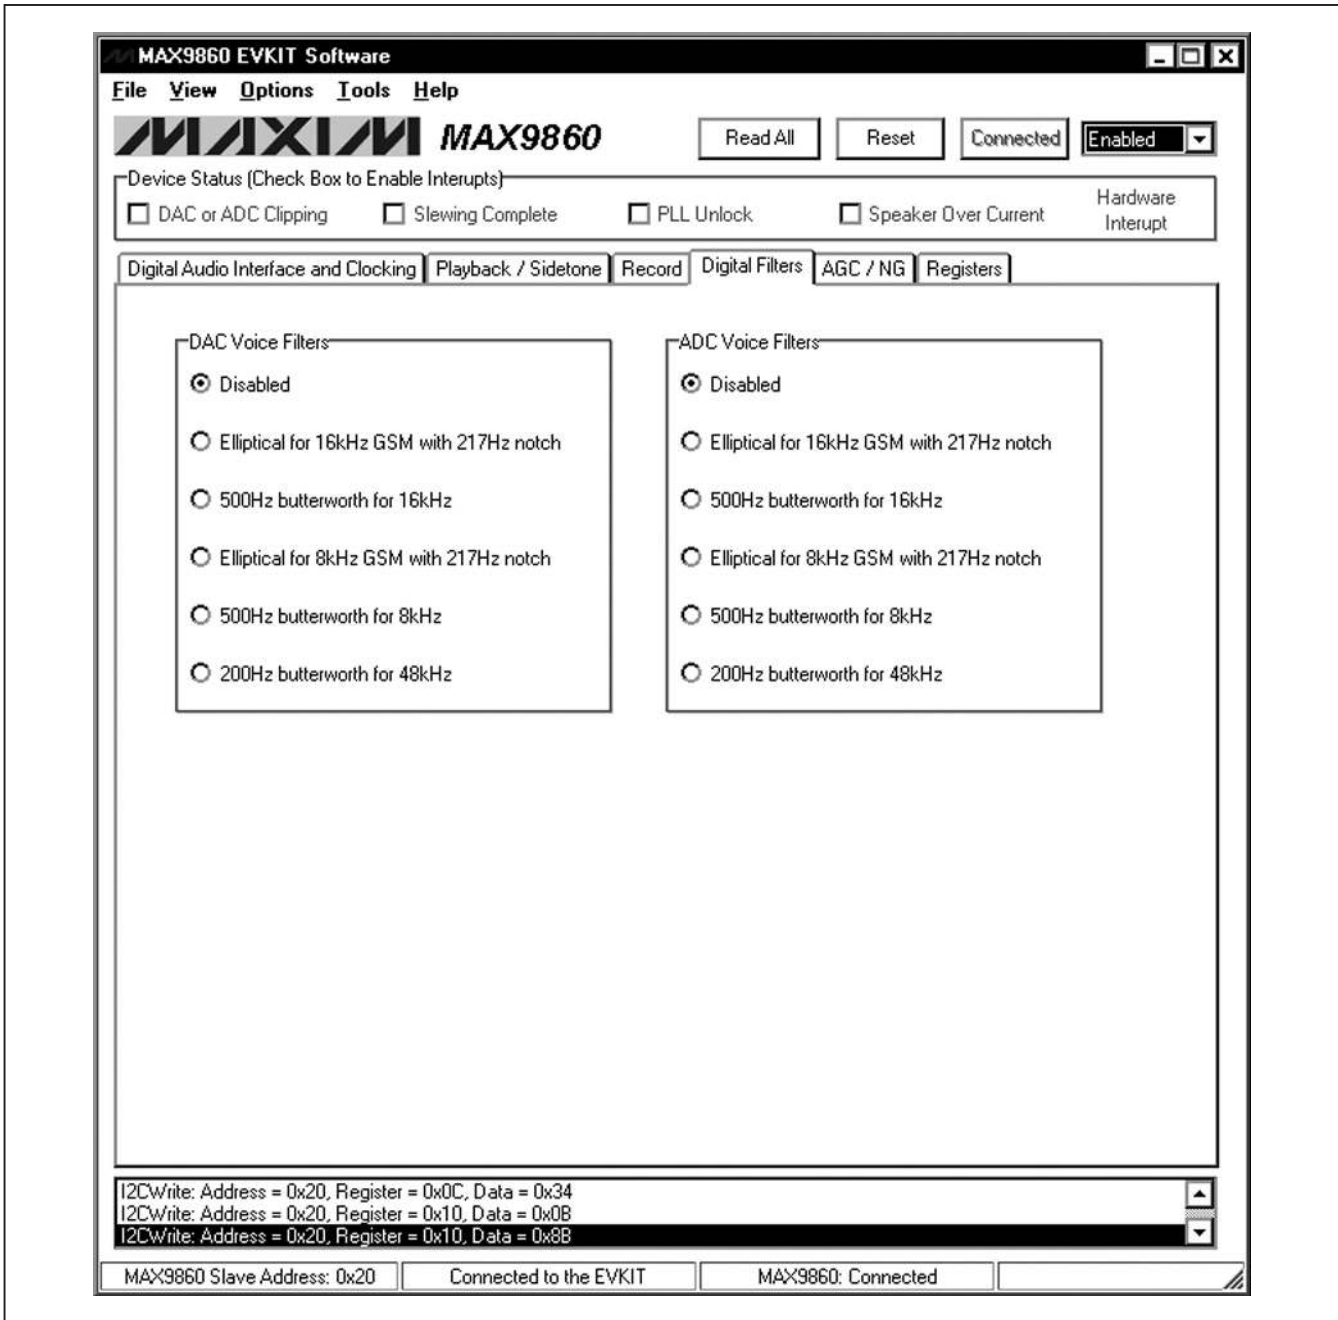 MAX9860 EVKIT Software
File View Options Tools Help
MAXIM MAX9860 Read All Reset Connected Enabled
Device Status (Check Box to Enable Interupts)
DAC or ADC Clipping Slewing Complete PLL Unlock Speaker Over Current Hardware Interupt
Digital Audio Interface and Clocking Playback / Sidetone Record Digital Filters AGC / NG Registers
DAC Voice Filters
Disabled
Elliptical for 16kHz GSM with 217Hz notch
500Hz butterworth for 16kHz
Elliptical for 8kHz GSM with 217Hz notch
500Hz butterworth for 8kHz
200Hz butterworth for 48kHz
ADC Voice Filters
Disabled
Elliptical for 16kHz GSM with 217Hz notch
500Hz butterworth for 16kHz
Elliptical for 8kHz GSM with 217Hz notch
500Hz butterworth for 8kHz
200Hz butterworth for 48kHz
I2CWrite: Address = 0x20, Register = 0x0C, Data = 0x34
I2CWrite: Address = 0x20, Register = 0x10, Data = 0x0B
I2CWrite: Address = 0x20, Register = 0x10, Data = 0x8B
MAX9860 Slave Address: 0x20 Connected to the EVKIT MAX9860: Connected